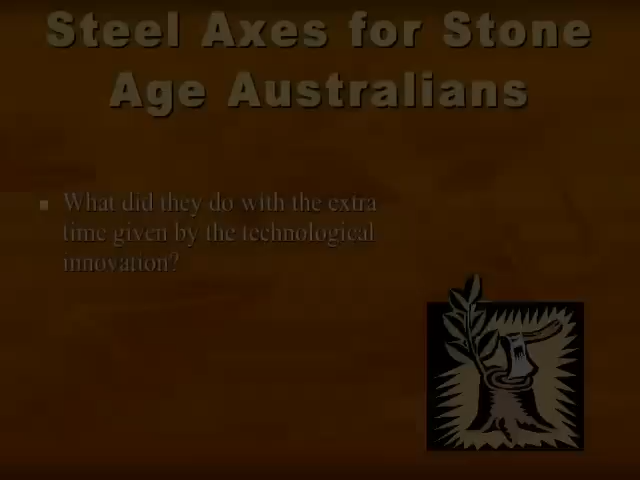 Steel Axes for Stone
Age Australians
What did they do with the extra
time given by the technological
innovation?